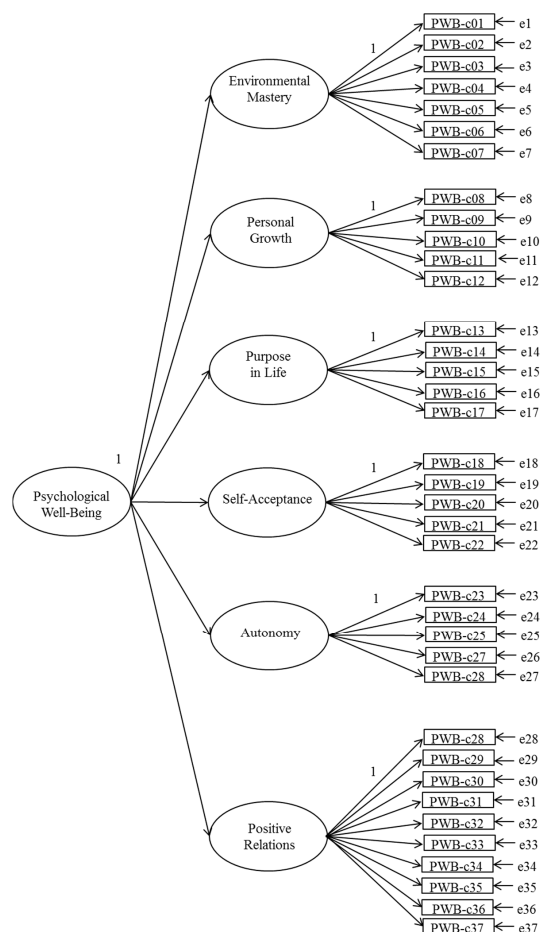 PWB-c01 e1
1
PWB-c02 e2
PWB-c03 e3
Environmental
Mastery
PWB-c04 e4
PWB-c05 e5
PWB-c06 e6
PWB-c07 e7
PWB-c08 e8
1
PWB-c09 e9
Personal
Growth
PWB-c10 e10
PWB-c11 e11
PWB-c12 e12
PWB-c13 e13
1
PWB-c14 e14
Purpose
in Life
PWB-c15 e15
PWB-c16 e16
PWB-c17 e17
1
Psychological
Well-Being
PWB-c18 e18
1
PWB-c19 e19
Self-Acceptance
PWB-c20 e20
PWB-c21 e21
PWB-c22 e22
PWB-c23 e23
1
PWB-c24 e24
Autonomy
PWB-c25 e25
PWB-c27 e26
PWB-c28 e27
PWB-c28 e28
PWB-c29 e29
1
PWB-c30 e30
PWB-c31 e31
PWB-c32 e32
Positive
Relations
PWB-c33 e33
PWB-c34 e34
PWB-c35 e35
PWB-c36 e36
PWB-c37 e37